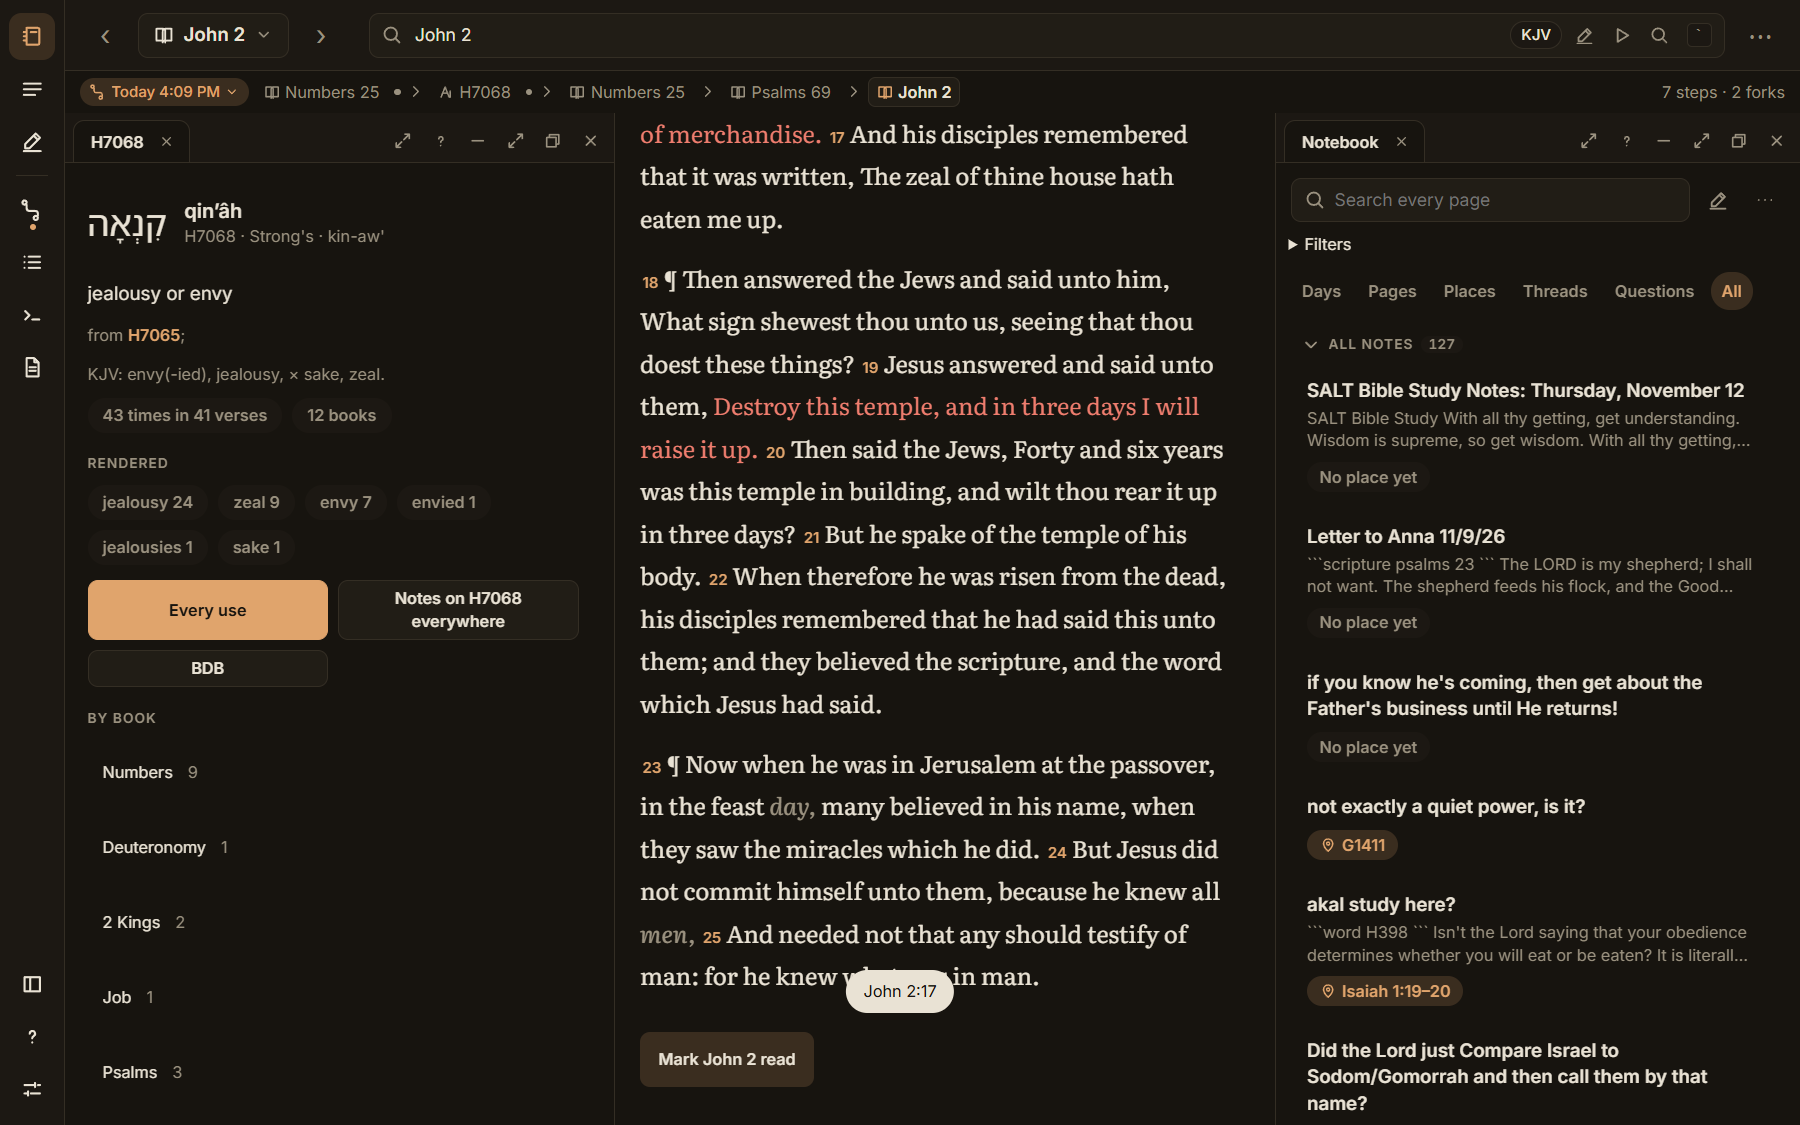 John 2
John 2
KJV
`
Today 4:09 PM
Numbers 25
H7068
Numbers 25
Psalms 69
John 2
7 steps · 2 forks
H7068
?
קִנְאָה
qin'âh
H7068 · Strong's · kin-aw'
jealousy or envy
from H7065;
KJV: envy(-ied), jealousy, × sake, zeal.
43 times in 41 verses
12 books
RENDERED
jealousy 24
zeal 9
envy 7
envied 1
jealousies 1
sake 1
Every use
Notes on H7068
everywhere
BDB
BY BOOK
Numbers 9
Deuteronomy 1
2 Kings 2
Job 1
Psalms 3
?
of merchandise. 17 And his disciples remembered
that it was written, The zeal of thine house hath
eaten me up.
18 ¶ Then answered the Jews and said unto him,
What sign shewest thou unto us, seeing that thou
doest these things? 19 Jesus answered and said unto
them, Destroy this temple, and in three days I will
raise it up. 20 Then said the Jews, Forty and six years
was this temple in building, and wilt thou rear it up
in three days? 21 But he spake of the temple of his
body. 22 When therefore he was risen from the dead,
his disciples remembered that he had said this unto
them; and they believed the scripture, and the word
which Jesus had said.
23 ¶ Now when he was in Jerusalem at the passover,
in the feast day, many believed in his name, when
they saw the miracles which he did. 24 But Jesus did
not commit himself unto them, because he knew all
men, 25 And needed not that any should testify of
man: for he knew in man.
John 2:17
Mark John 2 read
Notebook
?
Search every page
Filters
Days
Pages
Places
Threads
Questions
All
ALL NOTES 127
SALT Bible Study Notes: Thursday, November 12
SALT Bible Study With all thy getting, get understanding.
Wisdom is supreme, so get wisdom. With all thy getting,...
No place yet
Letter to Anna 11/9/26
```scripture psalms 23 ``` The LORD is my shepherd; I shall
not want. The shepherd feeds his flock, and the Good...
No place yet
if you know he's coming, then get about the
Father's business until He returns!
No place yet
not exactly a quiet power, is it?
G1411
akal study here?
```word H398 ``` Isn't the Lord saying that your obedience
determines whether you will eat or be eaten? It is literall...
Isaiah 1:19–20
Did the Lord just Compare Israel to
Sodom/Gomorrah and then call them by that
name?